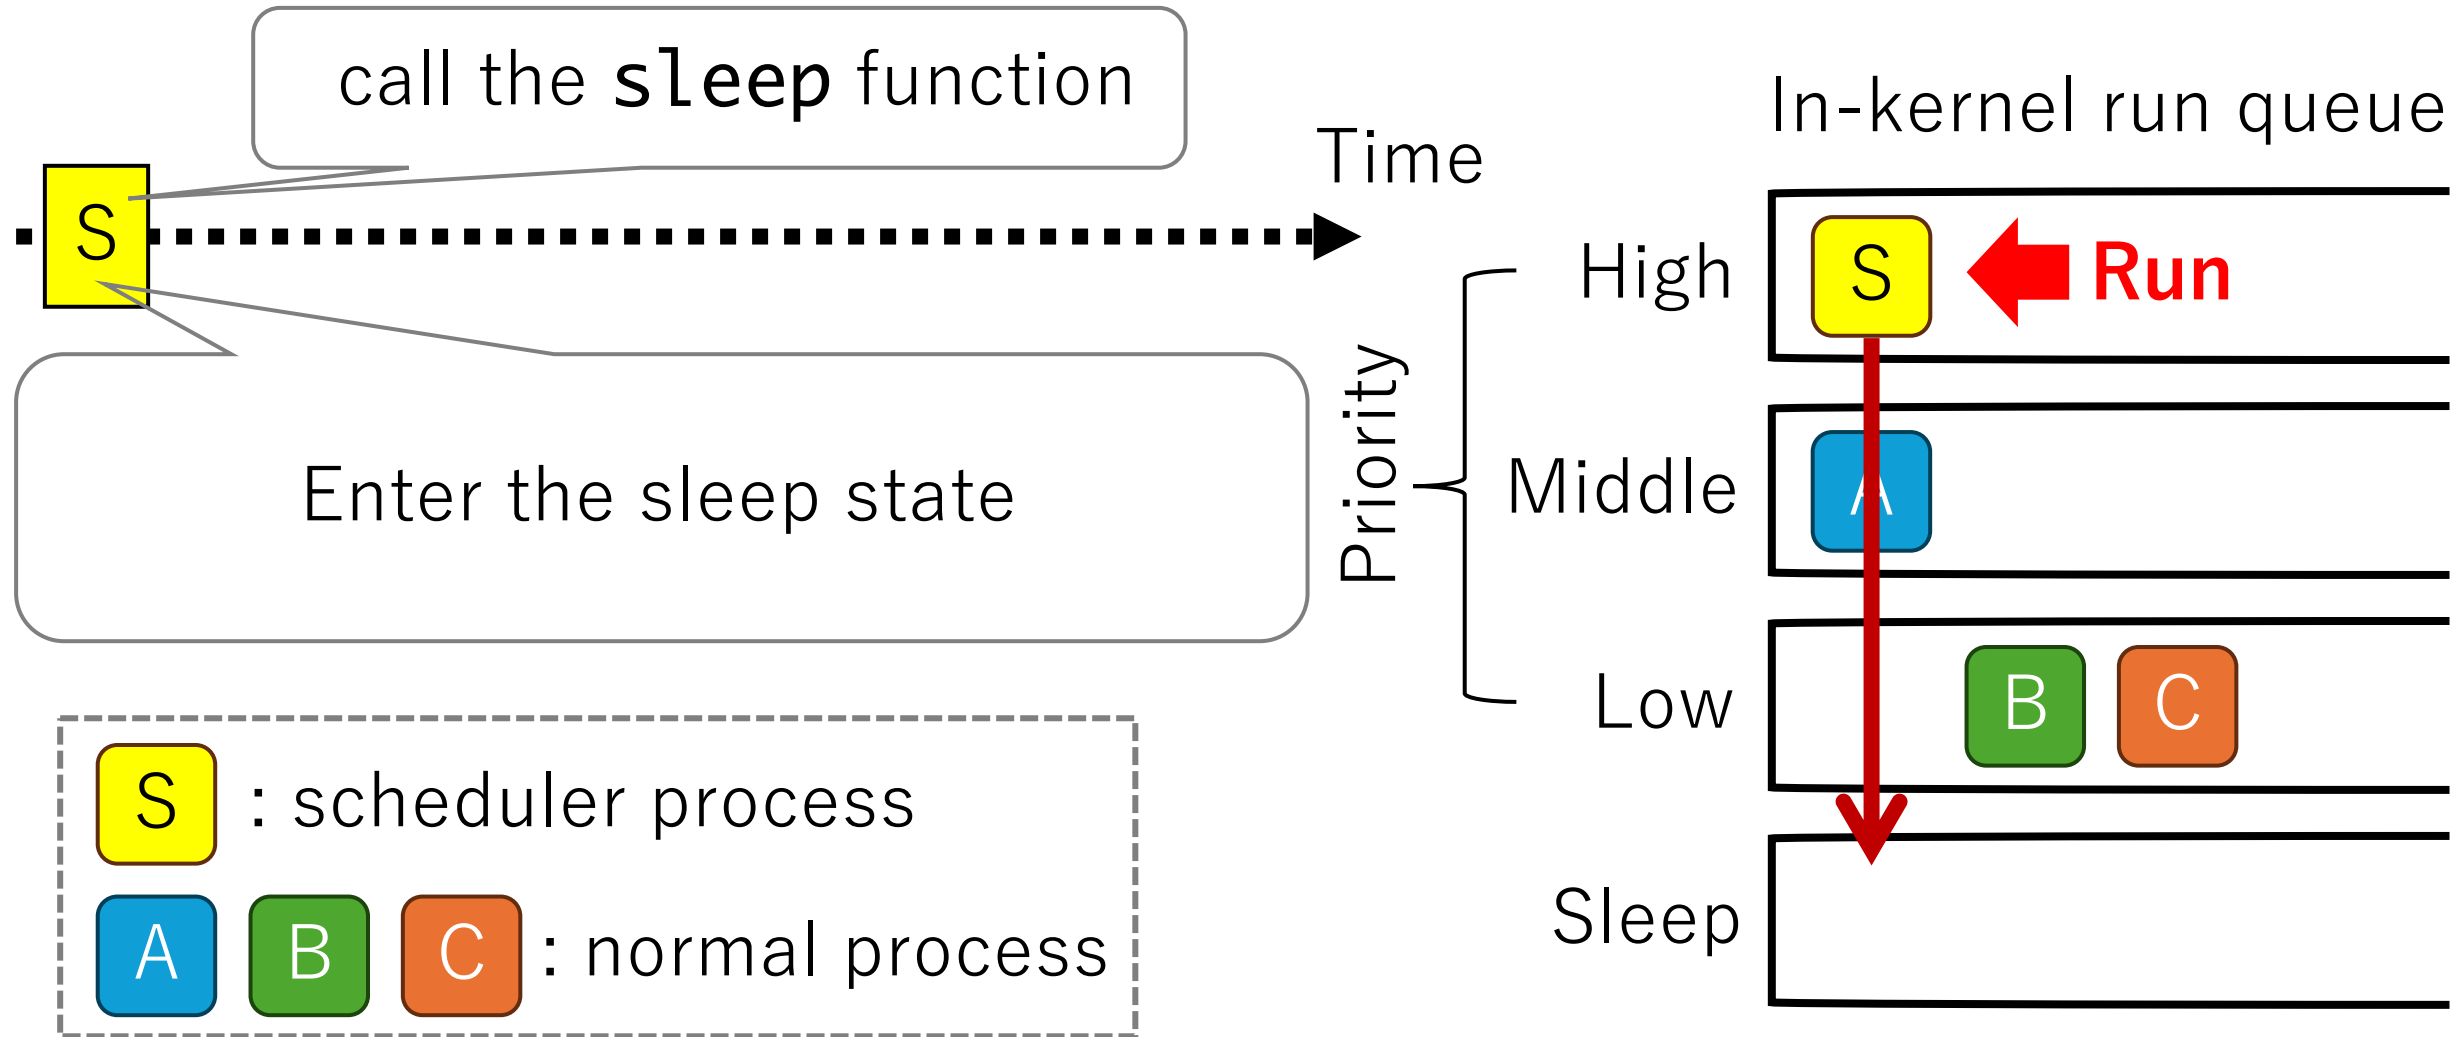 call the sleep function
Time
S
Enter the sleep state
S : scheduler process
A B C : normal process
In-kernel run queue
Priority
High
S
Run
Middle
A
Low
B C
Sleep